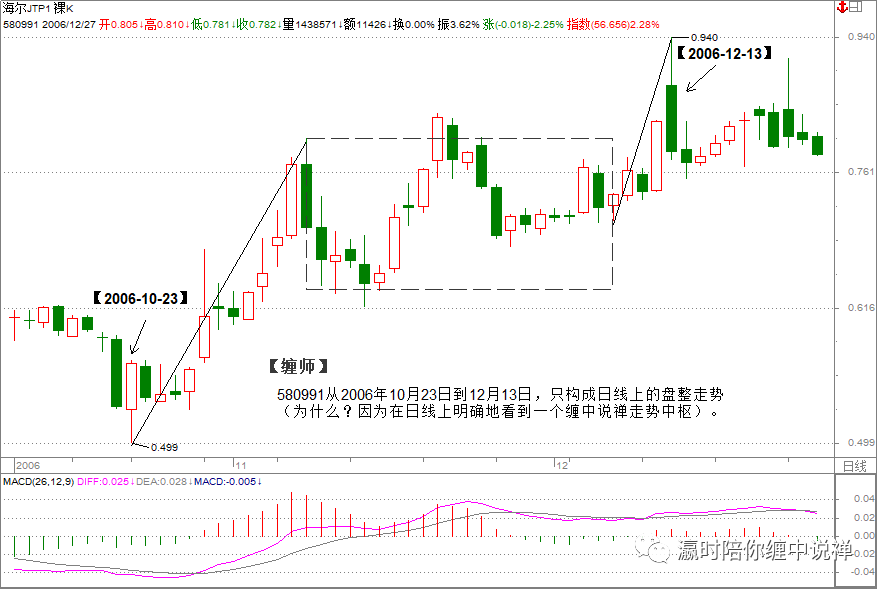 海尔JTP1 裸K
580991 2006/12/27 开0.805↓高0.810↓低0.781↓收0.782↓量1438571↓额11426↓换0.00% 振3.62% 涨(-0.018)-2.25% 指数(56.656)2.28%
0.940
0.940
【2006-12-13】
0.761
【2006-10-23】
0.616
【缠师】
580991从2006年10月23日到12月13日，只构成日线上的盘整走势
（为什么？因为在日线上明确地看到一个缠中说禅走势中枢）。
0.499
0.499
2006 11 12 日线
MACD(26,12,9) DIFF:0.025↓DEA:0.028↓MACD:-0.005↓
0.04
0.02
0.00
-0.02
-0.04
瀛时陪你缠中说禅